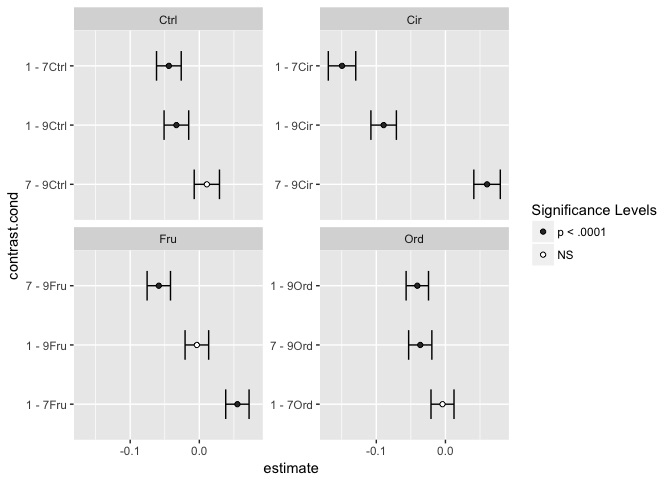 Ctrl
Cir
1 - 7Ctrl
1 - 9Ctrl
7 - 9Ctrl
1 - 7Cir
1 - 9Cir
7 - 9Cir
contrast.cond
Significance Levels
p < .0001
NS
Fru
Ord
7 - 9Fru
1 - 9Fru
1 - 7Fru
1 - 9Ord
7 - 9Ord
1 - 7Ord
-0.1 0.0
-0.1 0.0
estimate